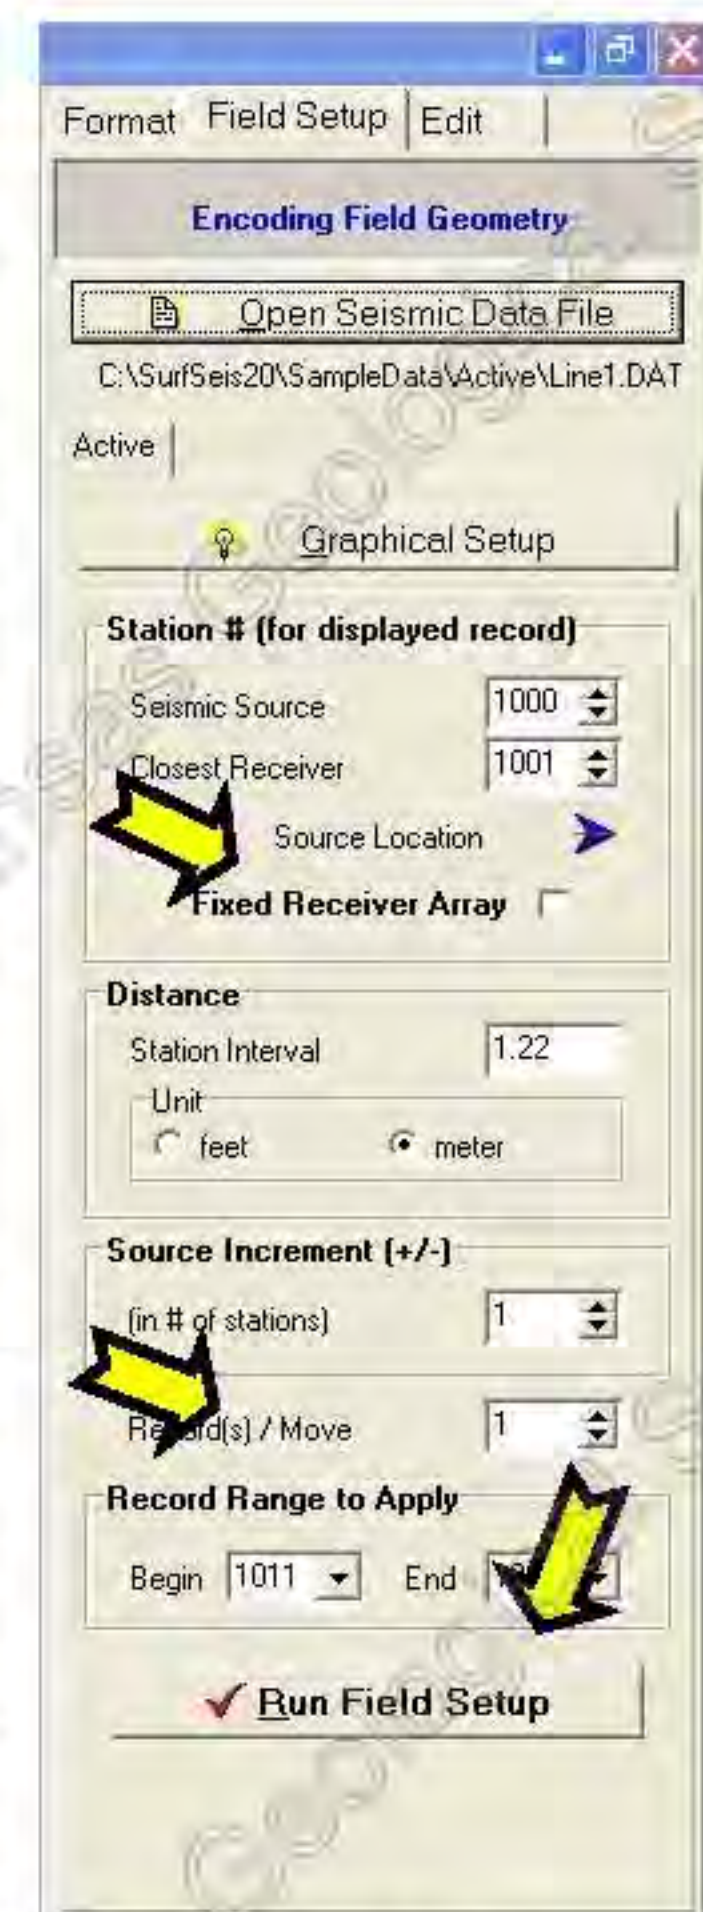 Format Field Setup Edit
Encoding Field Geometry
Open Seismic Data File
C:\SurfSeis20\SampleData\Active\Line1.DAT
Active
Graphical Setup
Station # (for displayed record)
Seismic Source 1000
Closest Receiver 1001
Source Location
Fixed Receiver Array
Distance
Station Interval 1.22
Unit
feet meter
Source Increment (+/-)
(in # of stations) 1
Record(s) / Move 1
Record Range to Apply
Begin 1011 End
Run Field Setup